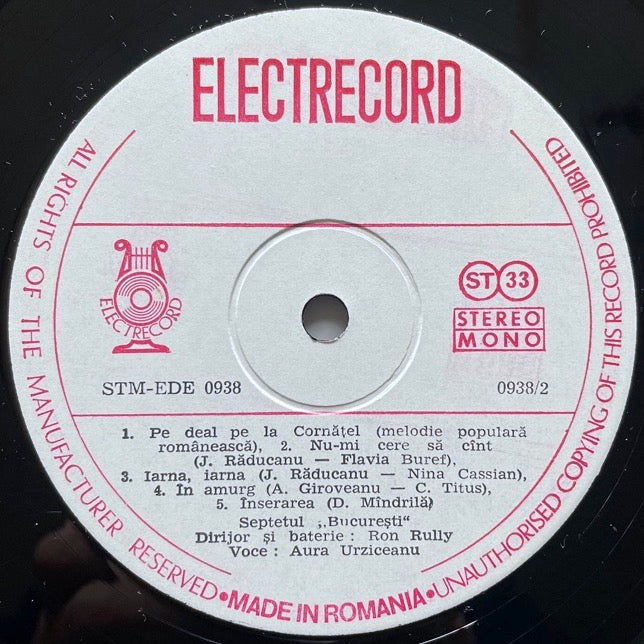 ELECTRECORD
ELECTRECORD
ST 33
STEREO
MONO
STM-EDE 0938
0938/2
1. Pe deal pe la Cornățel (melodie populară
românească), 2. Nu-mi cere să cînt
(J. Răducanu — Flavia Buref),
3. Iarna, iarna (J. Răducanu — Nina Cassian),
4. În amurg (A. Giroveanu — C. Titus),
5. Înserarea (D. Mîndrilă)
Septetul „București"
Dirijor și baterie : Ron Rully
Voce : Aura Urziceanu
ALL RIGHTS OF THE MANUFACTURER RESERVED • MADE IN ROMANIA • UNAUTHORISED COPYING OF THIS RECORD PROHIBITED